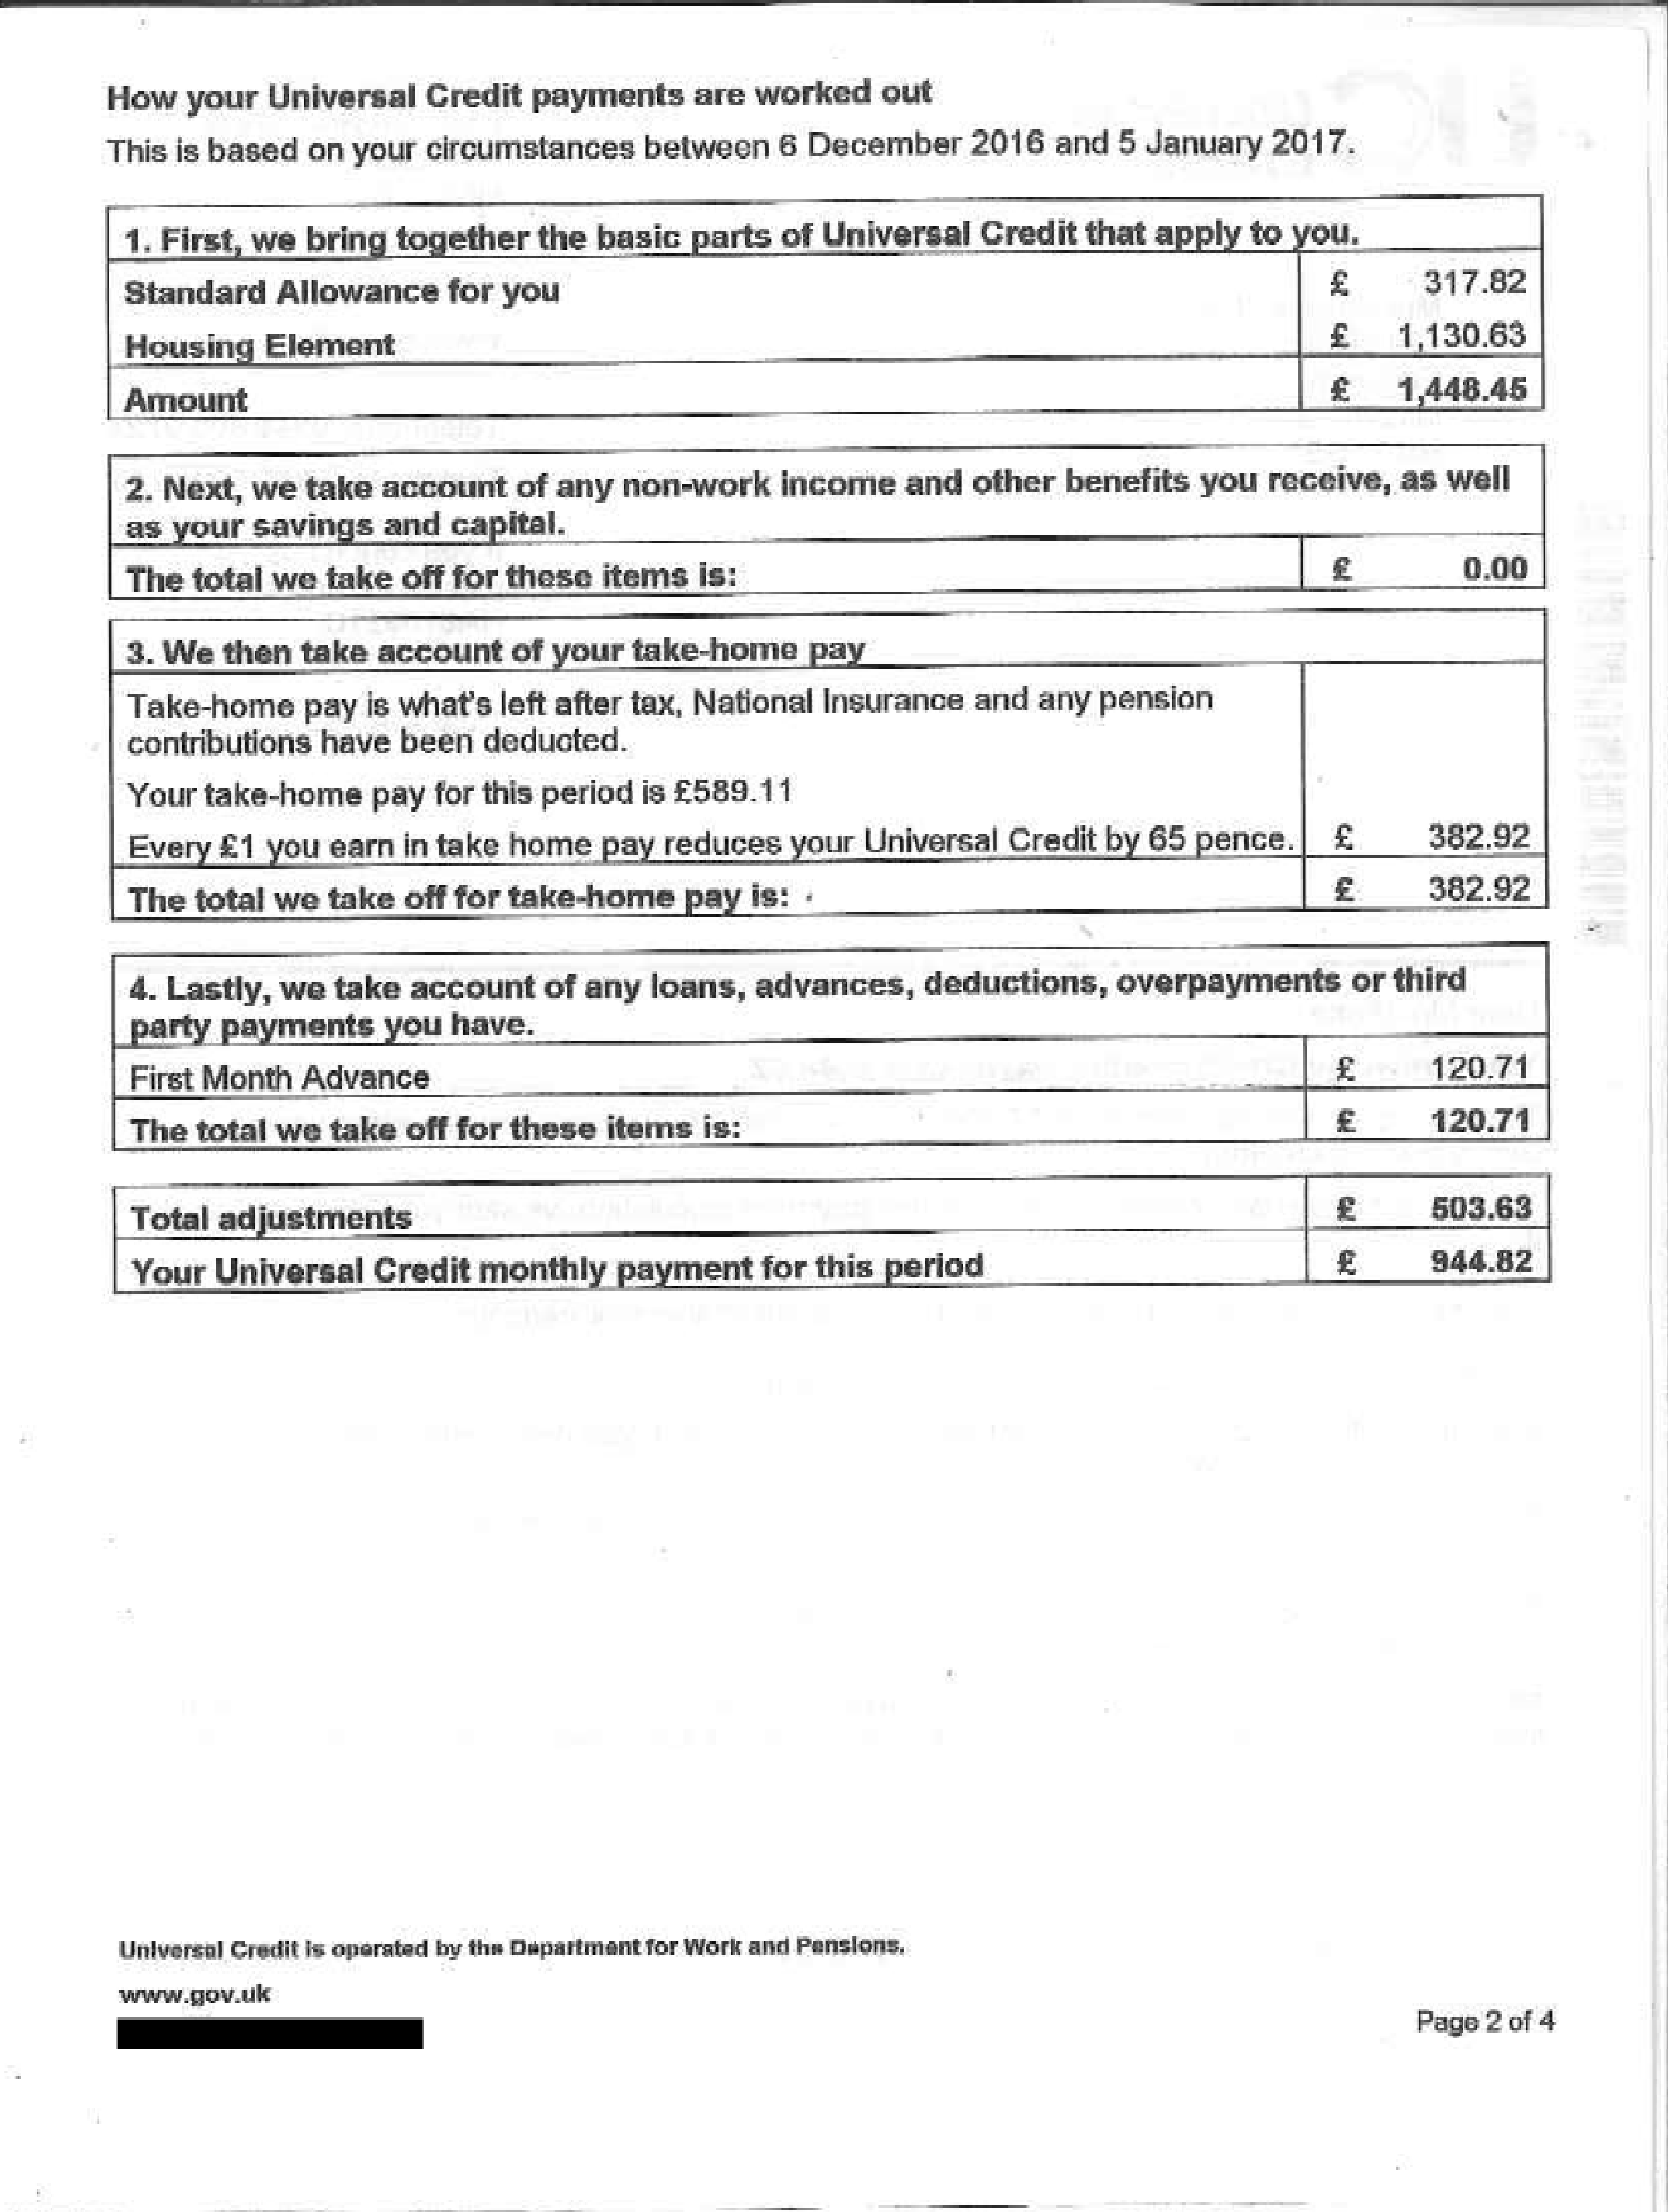 How your Universal Credit payments are worked out
This is based on your circumstances between 6 December 2016 and 5 January 2017.
1. First, we bring together the basic parts of Universal Credit that apply to you.
Standard Allowance for you £ 317.82
Housing Element £ 1,130.63
Amount £ 1,448.45
2. Next, we take account of any non-work income and other benefits you receive, as well
as your savings and capital.
The total we take off for these items is: £ 0.00
3. We then take account of your take-home pay
Take-home pay is what's left after tax, National Insurance and any pension
contributions have been deducted.
Your take-home pay for this period is £589.11
Every £1 you earn in take home pay reduces your Universal Credit by 65 pence. £ 382.92
The total we take off for take-home pay is: £ 382.92
4. Lastly, we take account of any loans, advances, deductions, overpayments or third
party payments you have.
First Month Advance £ 120.71
The total we take off for these items is: £ 120.71
Total adjustments £ 503.63
Your Universal Credit monthly payment for this period £ 944.82
Universal Credit is operated by the Department for Work and Pensions.
www.gov.uk
Page 2 of 4